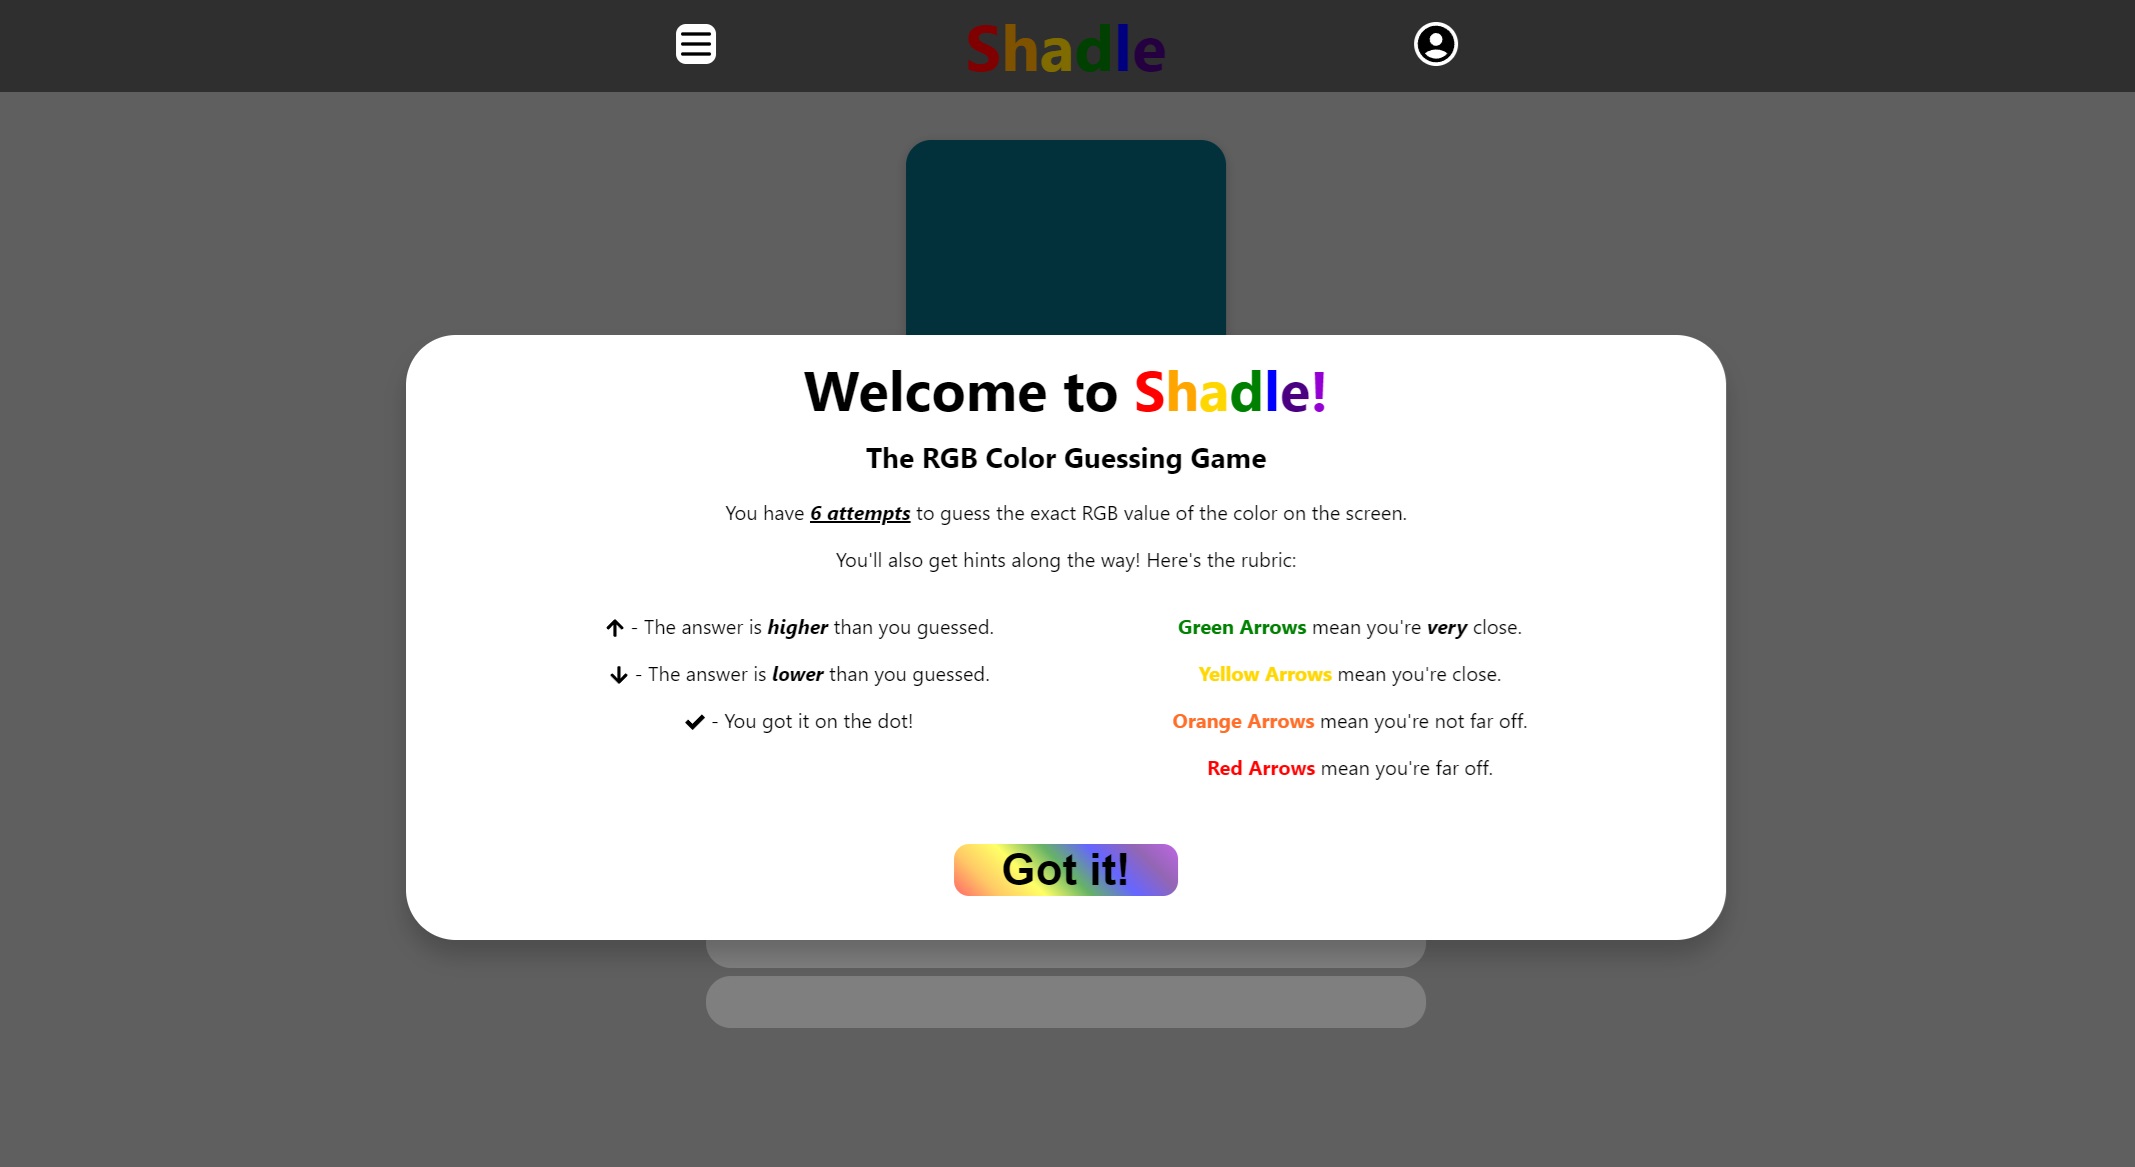 Shadle
Welcome to Shadle!
The RGB Color Guessing Game
You have 6 attempts to guess the exact RGB value of the color on the screen.
You'll also get hints along the way! Here's the rubric:
↑ - The answer is higher than you guessed.
↓ - The answer is lower than you guessed.
✓ - You got it on the dot!
Green Arrows mean you're very close.
Yellow Arrows mean you're close.
Orange Arrows mean you're not far off.
Red Arrows mean you're far off.
Got it!